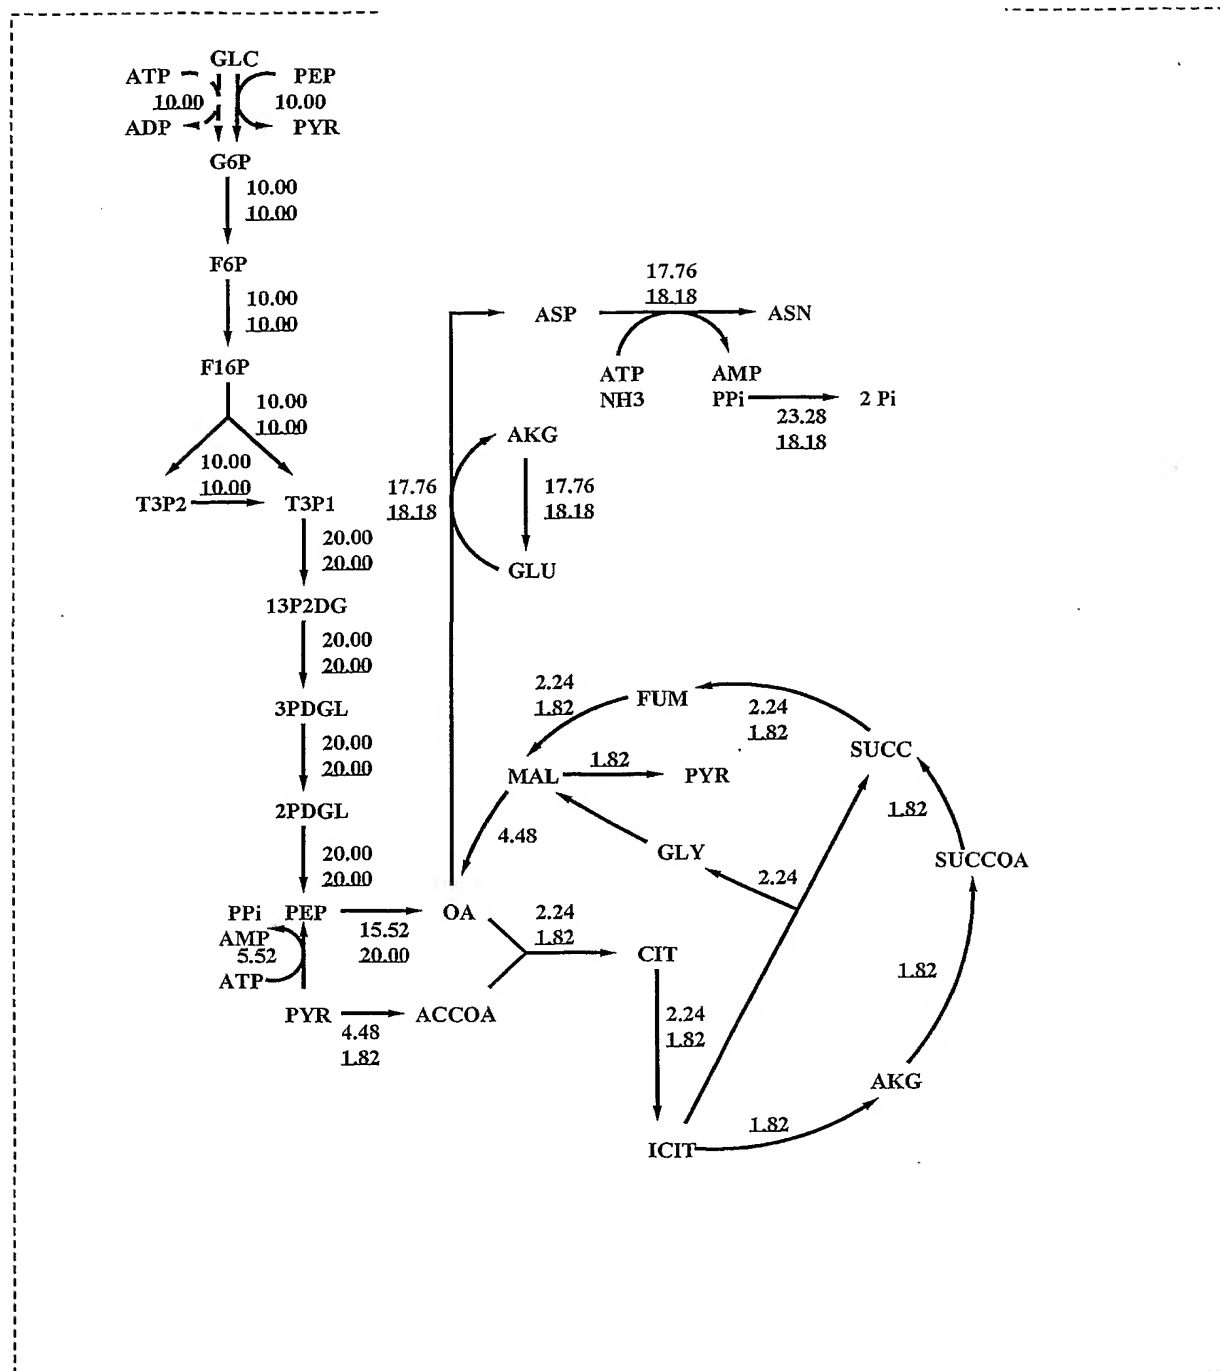 GLC
ATP
PEP
10.00
10.00
ADP
PYR
G6P
10.00
10.00
F6P
10.00
10.00
F16P
10.00
10.00
10.00
10.00
T3P2
T3P1
20.00
20.00
13P2DG
20.00
20.00
3PDGL
20.00
20.00
2PDGL
20.00
20.00
PPi
PEP
AMP
5.52
ATP
15.52
20.00
PYR
4.48
1.82
ACCOA
OA
17.76
18.18
AKG
17.76
18.18
GLU
ASP
17.76
18.18
ASN
ATP
NH3
AMP
PPi
2 Pi
23.28
18.18
2.24
1.82
FUM
2.24
1.82
SUCC
MAL
1.82
PYR
4.48
GLY
2.24
1.82
SUCCOA
2.24
1.82
CIT
2.24
1.82
1.82
AKG
1.82
ICIT